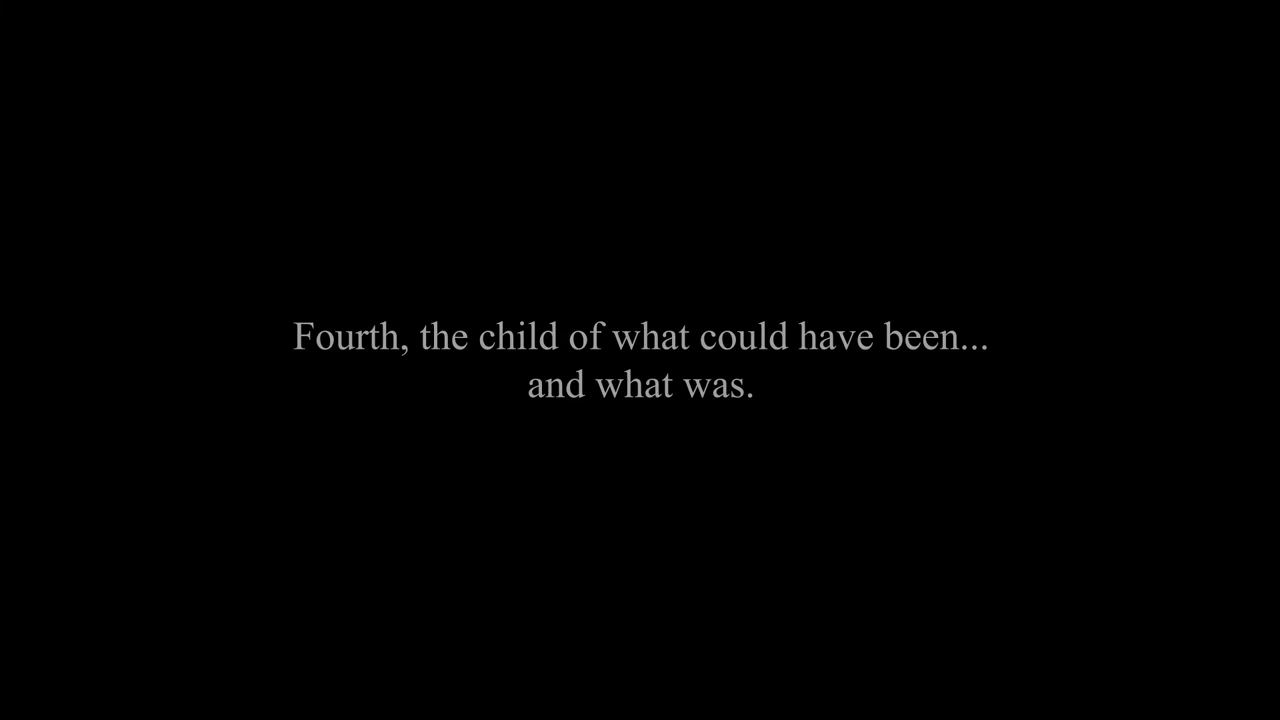 Fourth, the child of what could have been...
and what was.